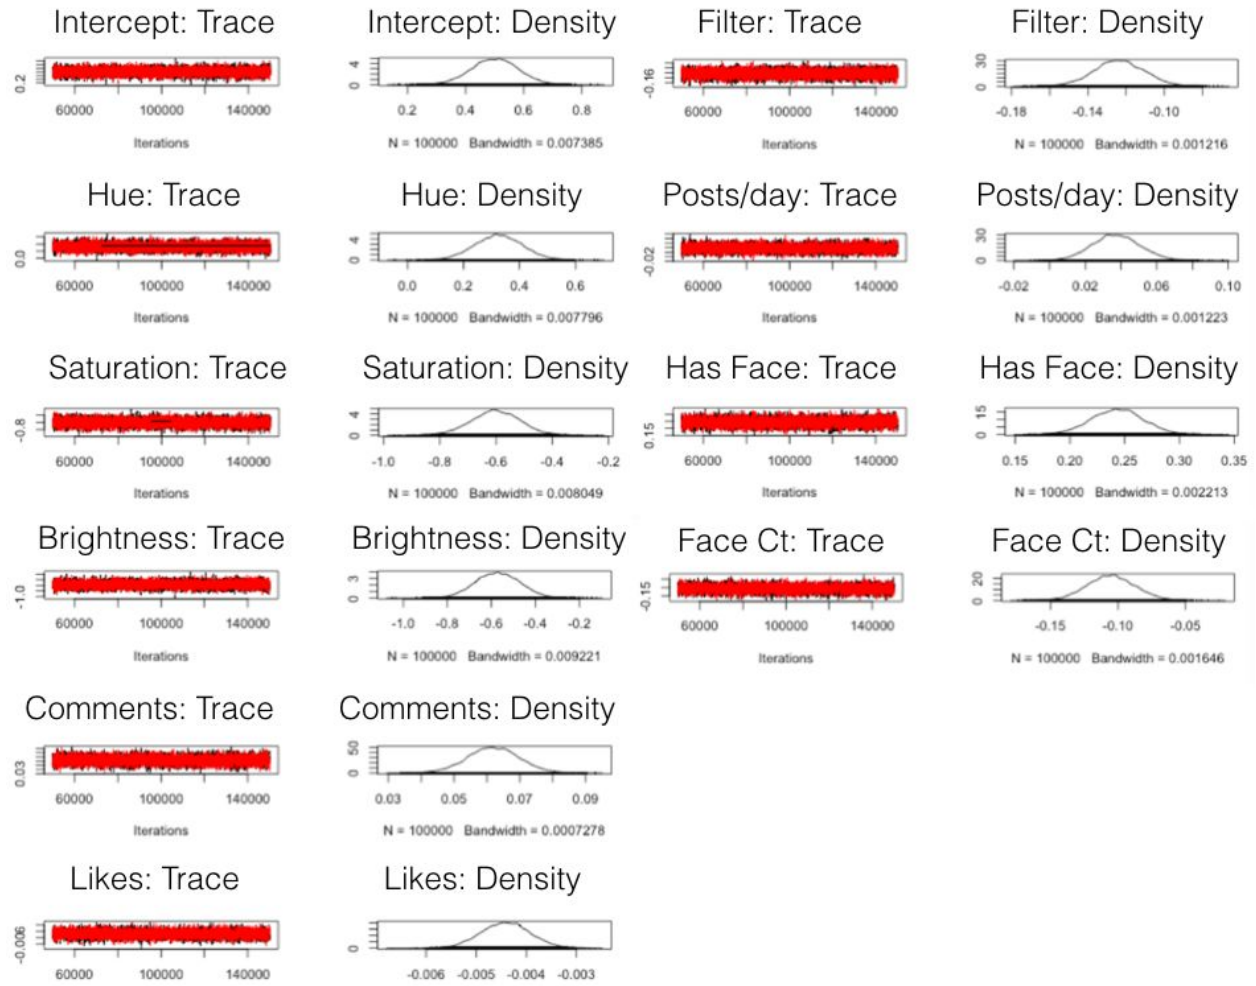 Intercept: Trace
0.2
60000 100000 140000
Iterations
Intercept: Density
0 4
0.2 0.4 0.6 0.8
N = 100000 Bandwidth = 0.007385
Filter: Trace
-0.16
60000 100000 140000
Iterations
Filter: Density
0 30
-0.18 -0.14 -0.10
N = 100000 Bandwidth = 0.001216
Hue: Trace
0.0
60000 100000 140000
Iterations
Hue: Density
0 4
0.0 0.2 0.4 0.6
N = 100000 Bandwidth = 0.007796
Posts/day: Trace
-0.02
60000 100000 140000
Iterations
Posts/day: Density
0 30
-0.02 0.02 0.06 0.10
N = 100000 Bandwidth = 0.001223
Saturation: Trace
-0.8
60000 100000 140000
Iterations
Saturation: Density
0 4
-1.0 -0.8 -0.6 -0.4 -0.2
N = 100000 Bandwidth = 0.008049
Has Face: Trace
0.15
60000 100000 140000
Iterations
Has Face: Density
0 15
0.15 0.20 0.25 0.30 0.35
N = 100000 Bandwidth = 0.002213
Brightness: Trace
-1.0
60000 100000 140000
Iterations
Brightness: Density
0 3
-1.0 -0.8 -0.6 -0.4 -0.2
N = 100000 Bandwidth = 0.009221
Face Ct: Trace
-0.15
60000 100000 140000
Iterations
Face Ct: Density
0 20
-0.15 -0.10 -0.05
N = 100000 Bandwidth = 0.001646
Comments: Trace
0.03
60000 100000 140000
Iterations
Comments: Density
0 50
0.03 0.05 0.07 0.09
N = 100000 Bandwidth = 0.0007278
Likes: Trace
-0.006
60000 100000 140000
Likes: Density
0
-0.006 -0.005 -0.004 -0.003